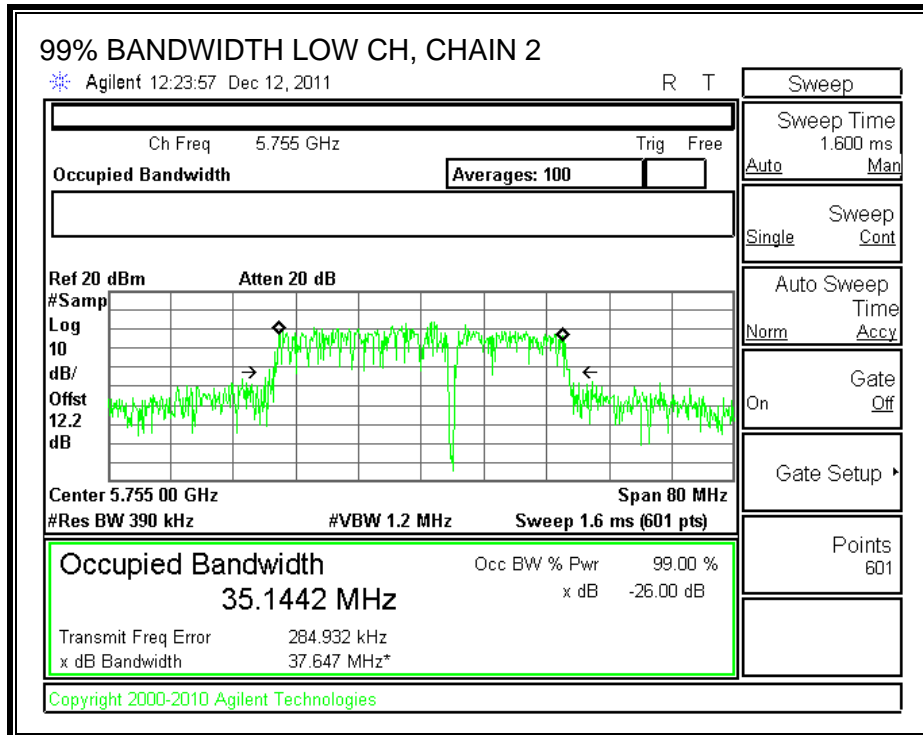 99% BANDWIDTH LOW CH, CHAIN 2
Agilent 12:23:57 Dec 12, 2011 R T
Ch Freq 5.755 GHz Trig Free
Occupied Bandwidth Averages: 100
Ref 20 dBm Atten 20 dB
#Samp
Log
10
dB/
Offst
12.2
dB
Center 5.755 00 GHz Span 80 MHz
#Res BW 390 kHz #VBW 1.2 MHz Sweep 1.6 ms (601 pts)
Occupied Bandwidth Occ BW % Pwr 99.00 %
35.1442 MHz x dB -26.00 dB
Transmit Freq Error 284.932 kHz
x dB Bandwidth 37.647 MHz*
Copyright 2000-2010 Agilent Technologies
Sweep
Sweep Time
1.600 ms
Auto Man
Sweep
Single Cont
Auto Sweep
Time
Norm Accy
Gate
On Off
Gate Setup
Points
601